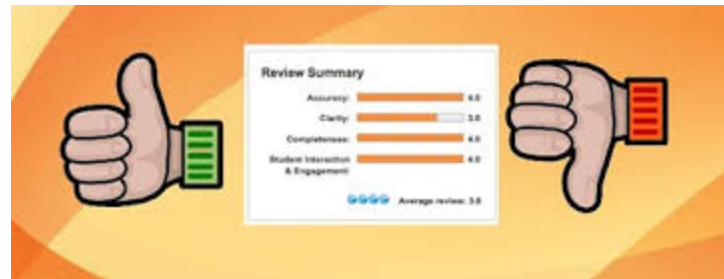 Review Summary
Accuracy: 4.0
Clarity: 3.0
Completeness: 4.0
Student Interaction 4.0
& Engagement:
Average review: 3.8